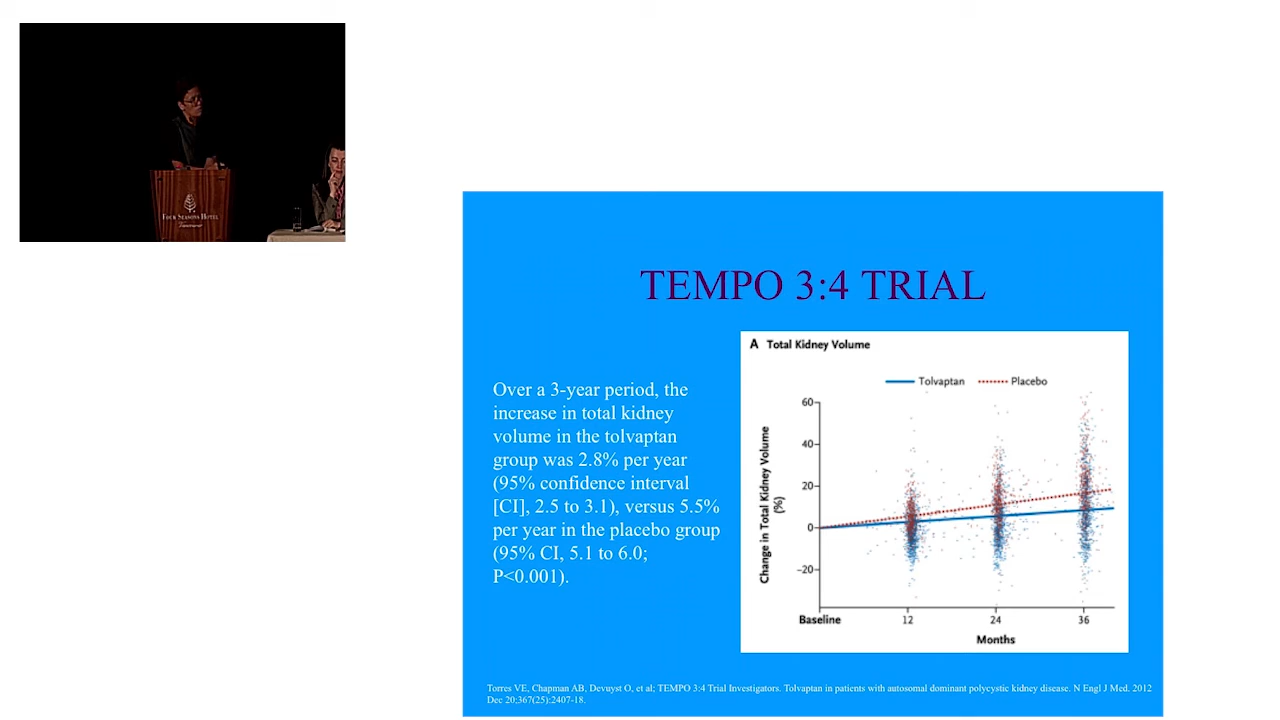 FOUR SEASONS HOTEL
Vancouver
TEMPO 3:4 TRIAL
Over a 3-year period, the
increase in total kidney
volume in the tolvaptan
group was 2.8% per year
(95% confidence interval
[CI], 2.5 to 3.1), versus 5.5%
per year in the placebo group
(95% CI, 5.1 to 6.0;
P<0.001).
A Total Kidney Volume
Tolvaptan Placebo
Change in Total Kidney Volume
(%)
60
40
20
0
-20
Baseline 12 24 36
Months
Torres VE, Chapman AB, Devuyst O, et al; TEMPO 3:4 Trial Investigators. Tolvaptan in patients with autosomal dominant polycystic kidney disease. N Engl J Med. 2012
Dec 20;367(25):2407-18.